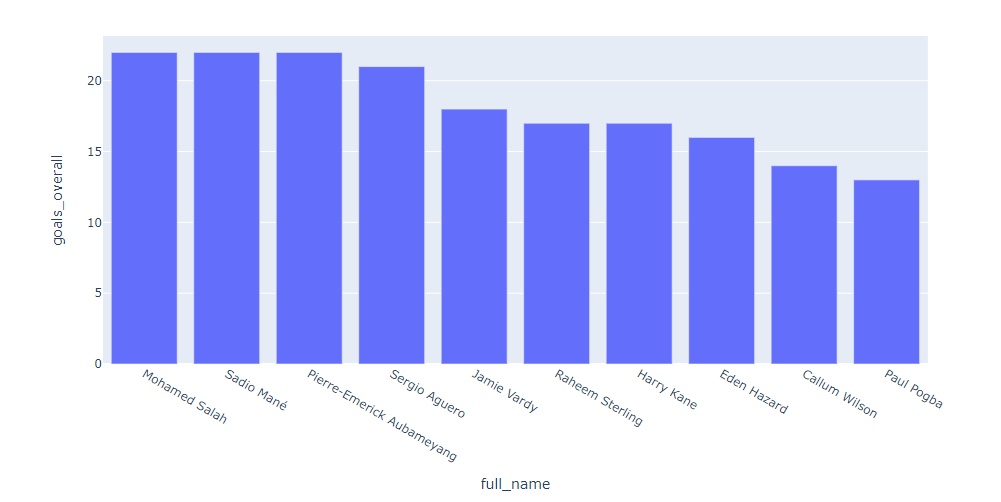 goals_overall
20
15
10
5
0
Mohamed Salah
Sadio Mané
Pierre-Emerick Aubameyang
Sergio Aguero
Jamie Vardy
Raheem Sterling
Harry Kane
Eden Hazard
Callum Wilson
Paul Pogba
full_name